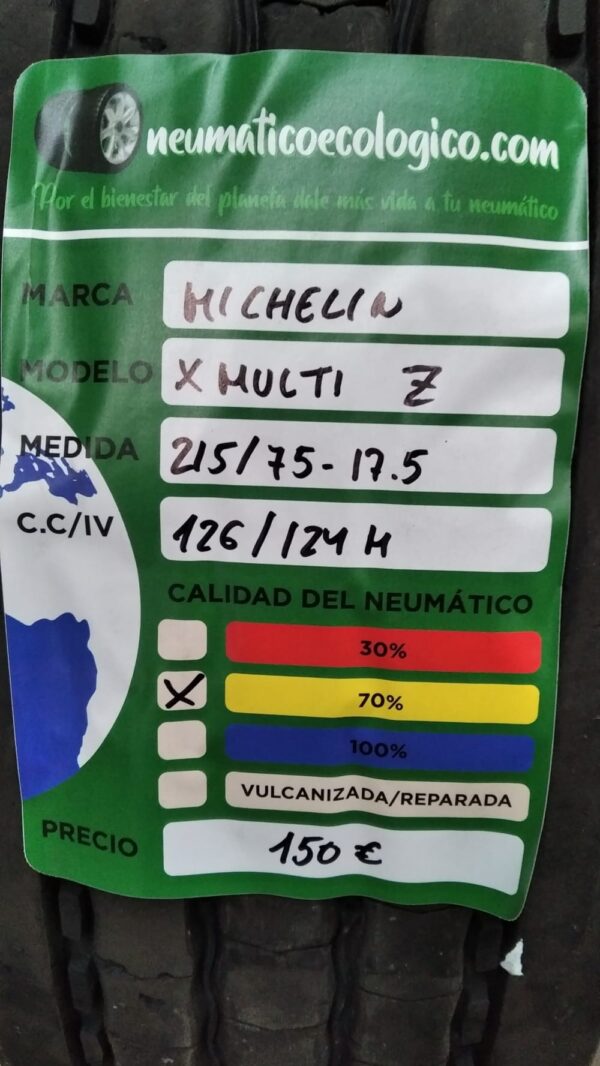 neumaticoecologico.com
Por el bienestar del planeta dale más vida a tu neumático
MARCA MICHELIN
MODELO X MULTI Z
MEDIDA 215/75-17.5
C.C/IV 126/124 M
CALIDAD DEL NEUMÁTICO
30%
X 70%
100%
VULCANIZADA/REPARADA
PRECIO 150 €